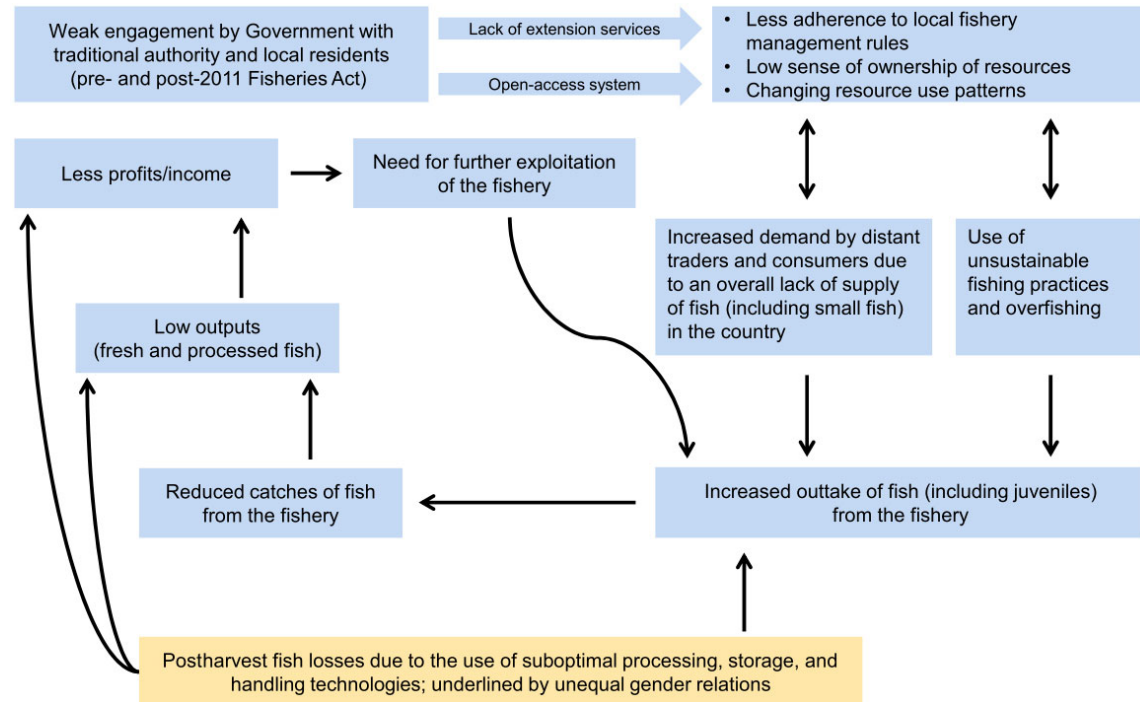 Weak engagement by Government with
traditional authority and local residents
(pre- and post-2011 Fisheries Act)
Lack of extension services
Open-access system
• Less adherence to local fishery
management rules
• Low sense of ownership of resources
• Changing resource use patterns
Less profits/income
Need for further exploitation
of the fishery
Increased demand by distant
traders and consumers due
to an overall lack of supply
of fish (including small fish)
in the country
Use of
unsustainable
fishing practices
and overfishing
Low outputs
(fresh and processed fish)
Reduced catches of fish
from the fishery
Increased outtake of fish (including juveniles)
from the fishery
Postharvest fish losses due to the use of suboptimal processing, storage, and
handling technologies; underlined by unequal gender relations